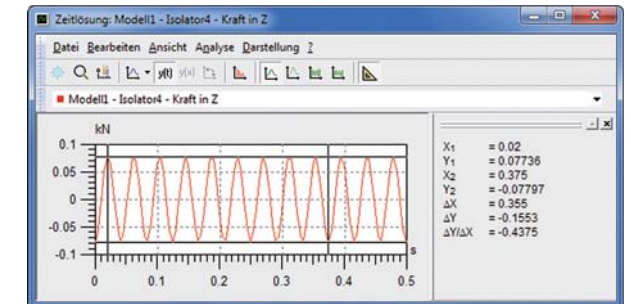 Zeitlösung: Modell1 - Isolator4 - Kraft in Z
Datei Bearbeiten Ansicht Analyse Darstellung ?
y(t) y(x)
Modell1 - Isolator4 - Kraft in Z
kN
0.1
0.05
0
-0.05
-0.1
s
0 0.1 0.2 0.3 0.4 0.5
X1 = 0.02
Y1 = 0.07736
X2 = 0.375
Y2 = -0.07797
ΔX = 0.355
ΔY = -0.1553
ΔY/ΔX = -0.4375